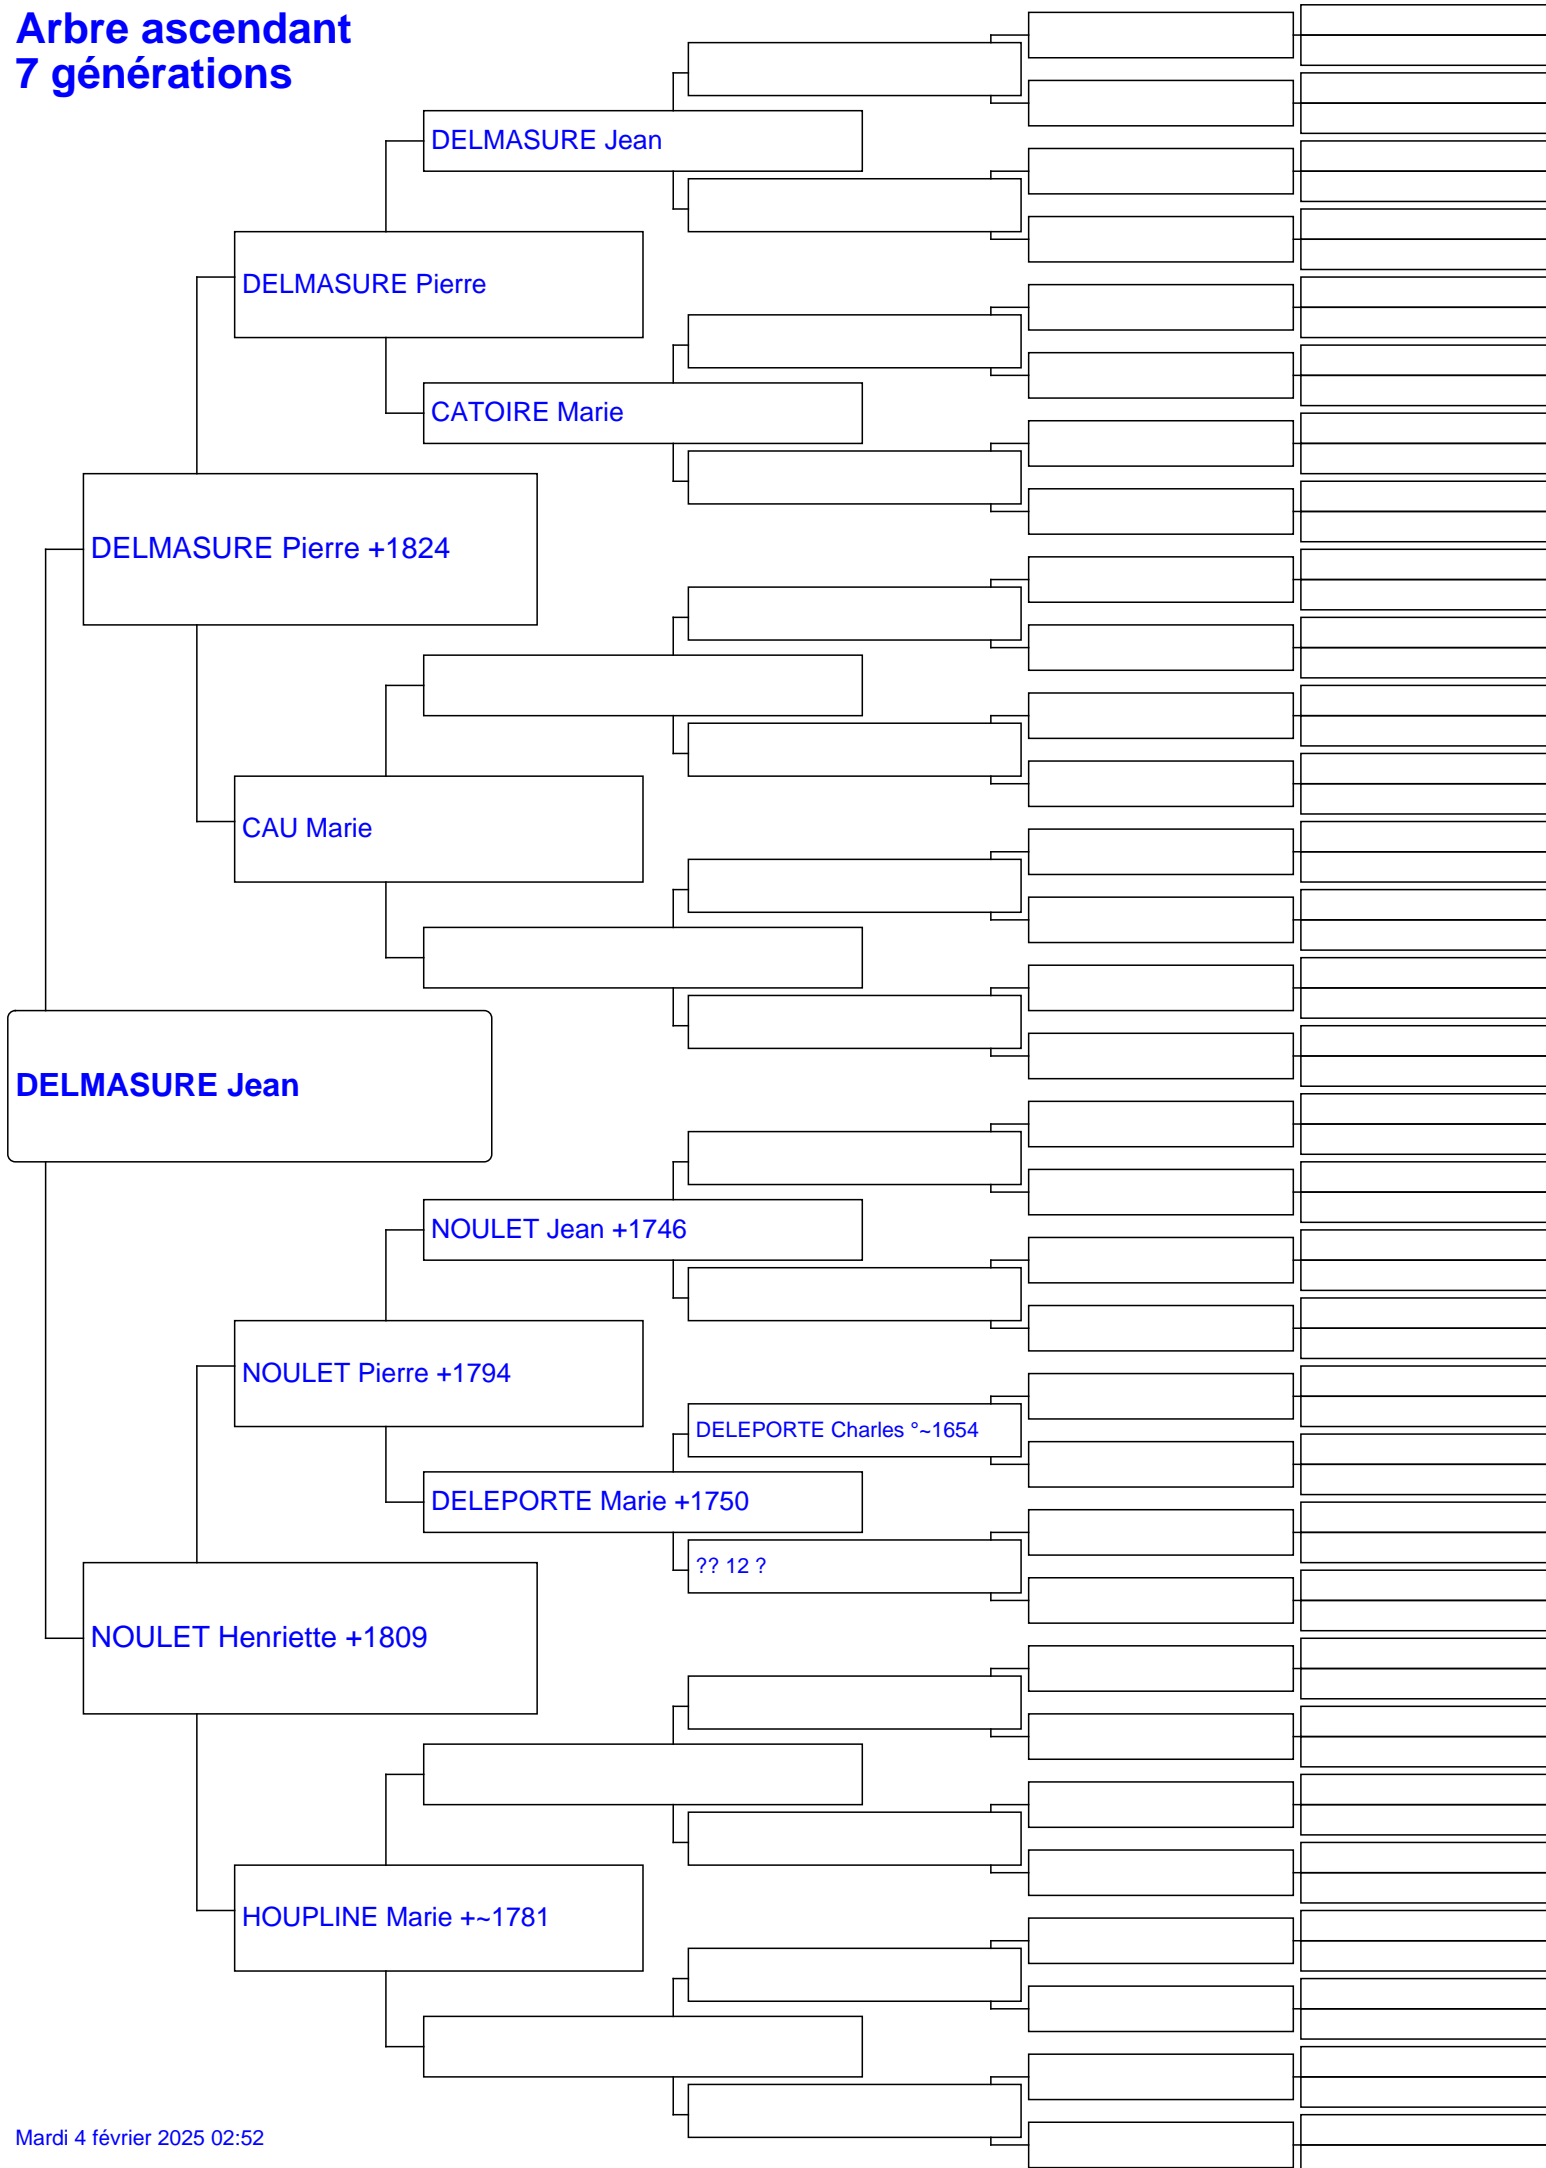 Arbre ascendant
7 générations
DELMASURE Jean
DELMASURE Pierre
CATOIRE Marie
DELMASURE Pierre +1824
CAU Marie
DELMASURE Jean
NOULET Jean +1746
NOULET Pierre +1794
DELEPORTE Charles °~1654
DELEPORTE Marie +1750
?? 12 ?
NOULET Henriette +1809
HOUPLINE Marie +~1781
Mardi 4 février 2025 02:52